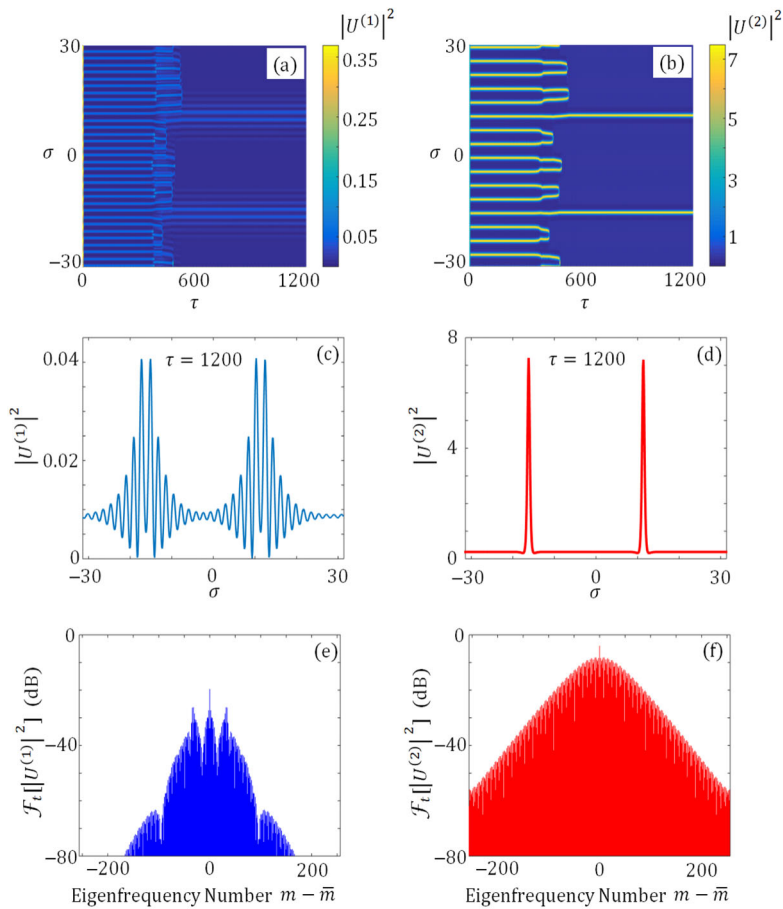 |U⁽¹⁾|²
|U⁽²⁾|²
30
(a)
0.35
0.25
σ
0
0.15
0.05
−30
0
600
1200
τ
30
(b)
7
5
σ
0
3
1
−30
0
600
1200
τ
0.04
τ = 1200
(c)
|U⁽¹⁾|²
0.02
0
−30
0
30
σ
8
τ = 1200
(d)
|U⁽²⁾|²
4
0
−30
0
30
σ
0
(e)
ℱₜ[|U⁽¹⁾|²] (dB)
−40
−80
−200
0
200
Eigenfrequency Number m − m̅
0
(f)
ℱₜ[|U⁽²⁾|²] (dB)
−40
−80
−200
0
200
Eigenfrequency Number m − m̅